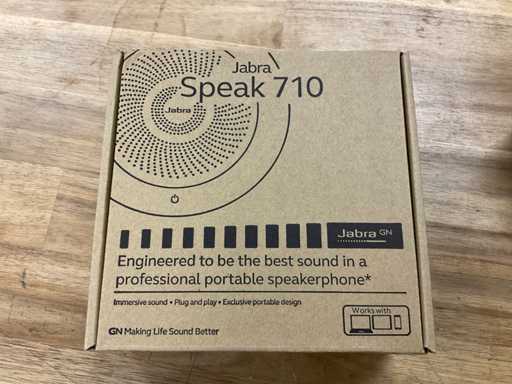 Jabra
Speak 710
Jabra
Jabra GN
Engineered to be the best sound in a
professional portable speakerphone*
Immersive sound • Plug and play • Exclusive portable design
GN Making Life Sound Better
Works with